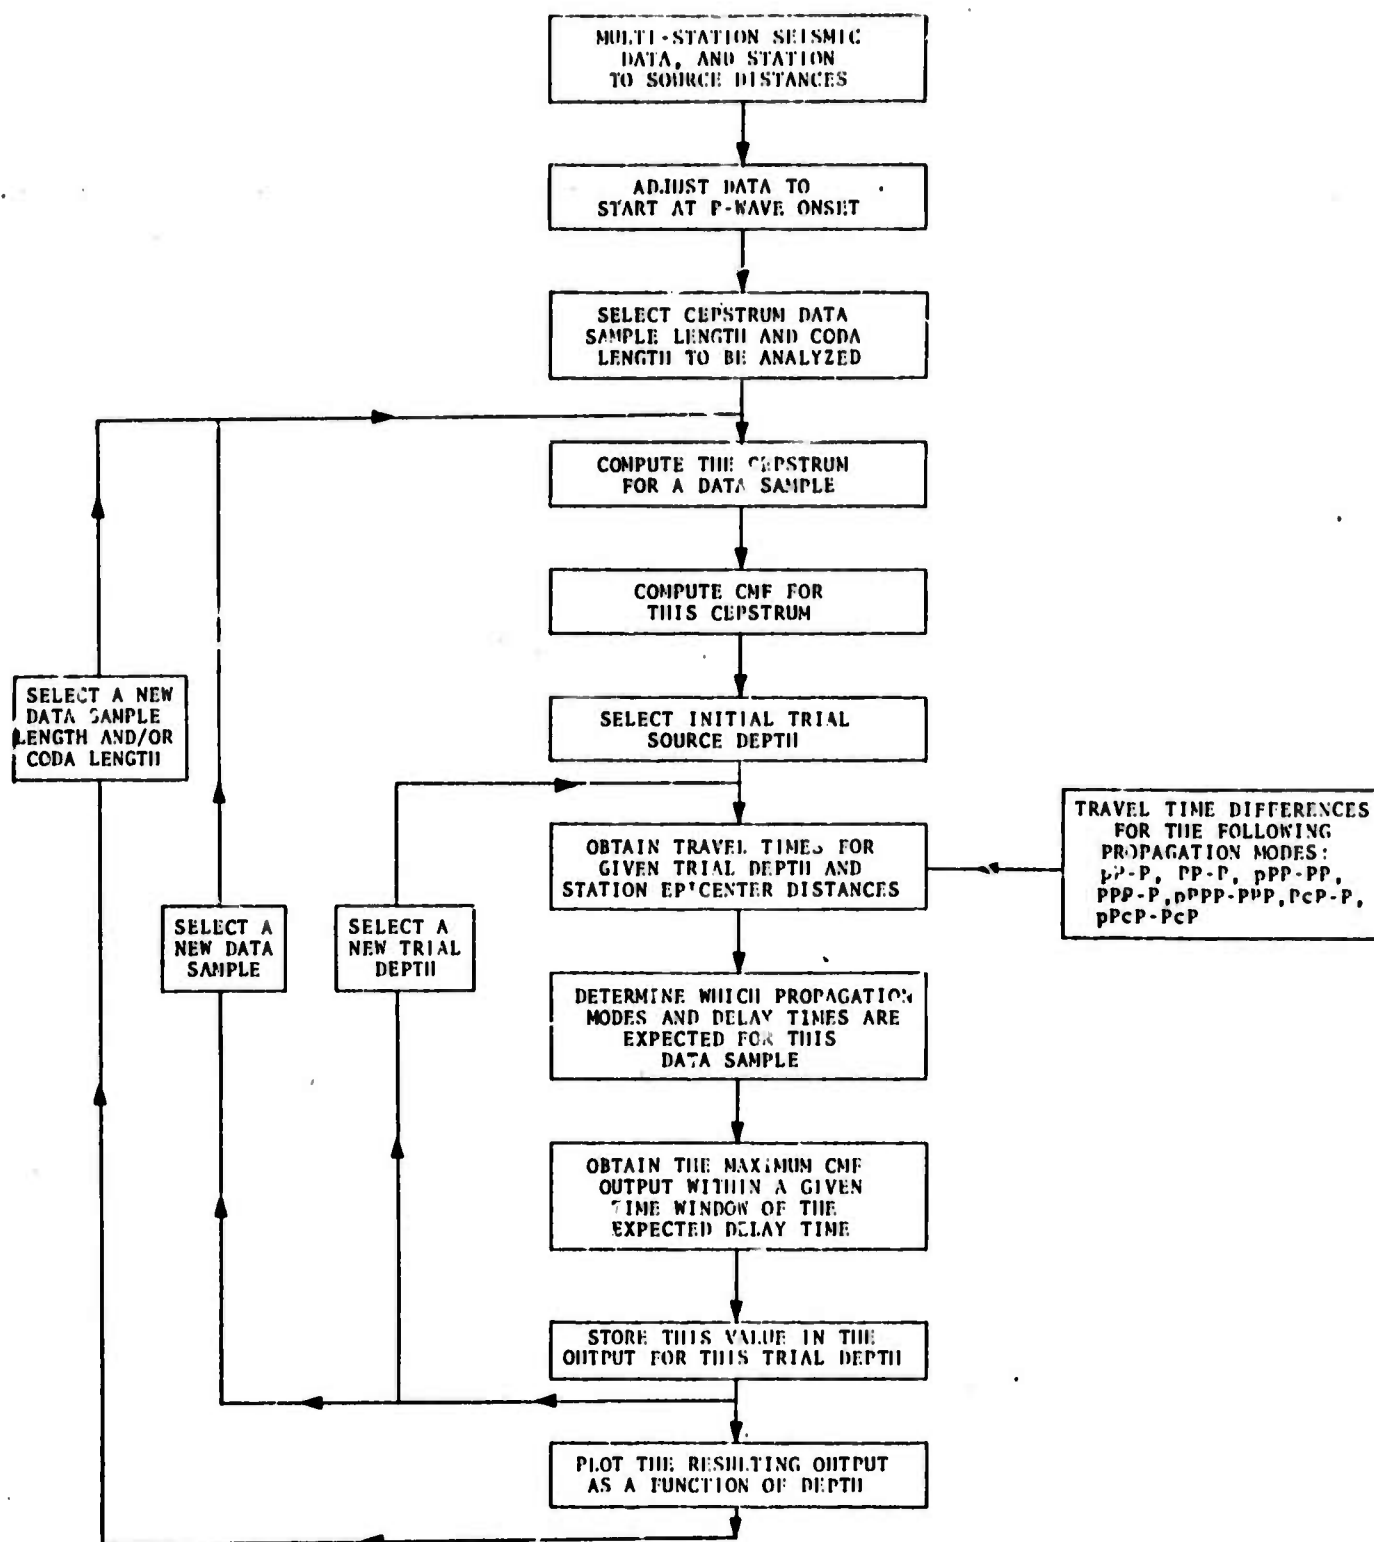 MULTI-STATION SEISMIC
DATA, AND STATION
TO SOURCE DISTANCES
ADJUST DATA TO
START AT P-WAVE ONSET
SELECT CEPSTRUM DATA
SAMPLE LENGTH AND CODA
LENGTH TO BE ANALYZED
COMPUTE THE CEPSTRUM
FOR A DATA SAMPLE
COMPUTE CMF FOR
THIS CEPSTRUM
SELECT A NEW
DATA SAMPLE
LENGTH AND/OR
CODA LENGTH
SELECT INITIAL TRIAL
SOURCE DEPTH
OBTAIN TRAVEL TIMES FOR
GIVEN TRIAL DEPTH AND
STATION EPICENTER DISTANCES
TRAVEL TIME DIFFERENCES
FOR THE FOLLOWING
PROPAGATION MODES:
pP-P, PP-P, pPP-PP,
PPP-P, pPPP-PPP, PcP-P,
pPcP-PcP
SELECT A
NEW DATA
SAMPLE
SELECT A
NEW TRIAL
DEPTH
DETERMINE WHICH PROPAGATION
MODES AND DELAY TIMES ARE
EXPECTED FOR THIS
DATA SAMPLE
OBTAIN THE MAXIMUM CMF
OUTPUT WITHIN A GIVEN
TIME WINDOW OF THE
EXPECTED DELAY TIME
STORE THIS VALUE IN THE
OUTPUT FOR THIS TRIAL DEPTH
PLOT THE RESULTING OUTPUT
AS A FUNCTION OF DEPTH